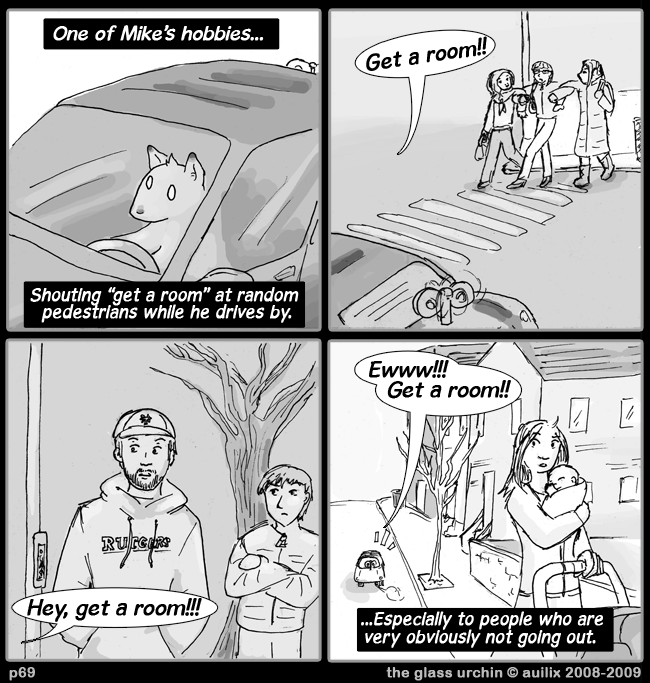 One of Mike's hobbies...
Shouting "get a room" at random
pedestrians while he drives by.
Get a room!!
RUTGERS
Hey, get a room!!!
Ewww!!!
Get a room!!
...Especially to people who are
very obviously not going out.
p69
the glass urchin © auilix 2008-2009